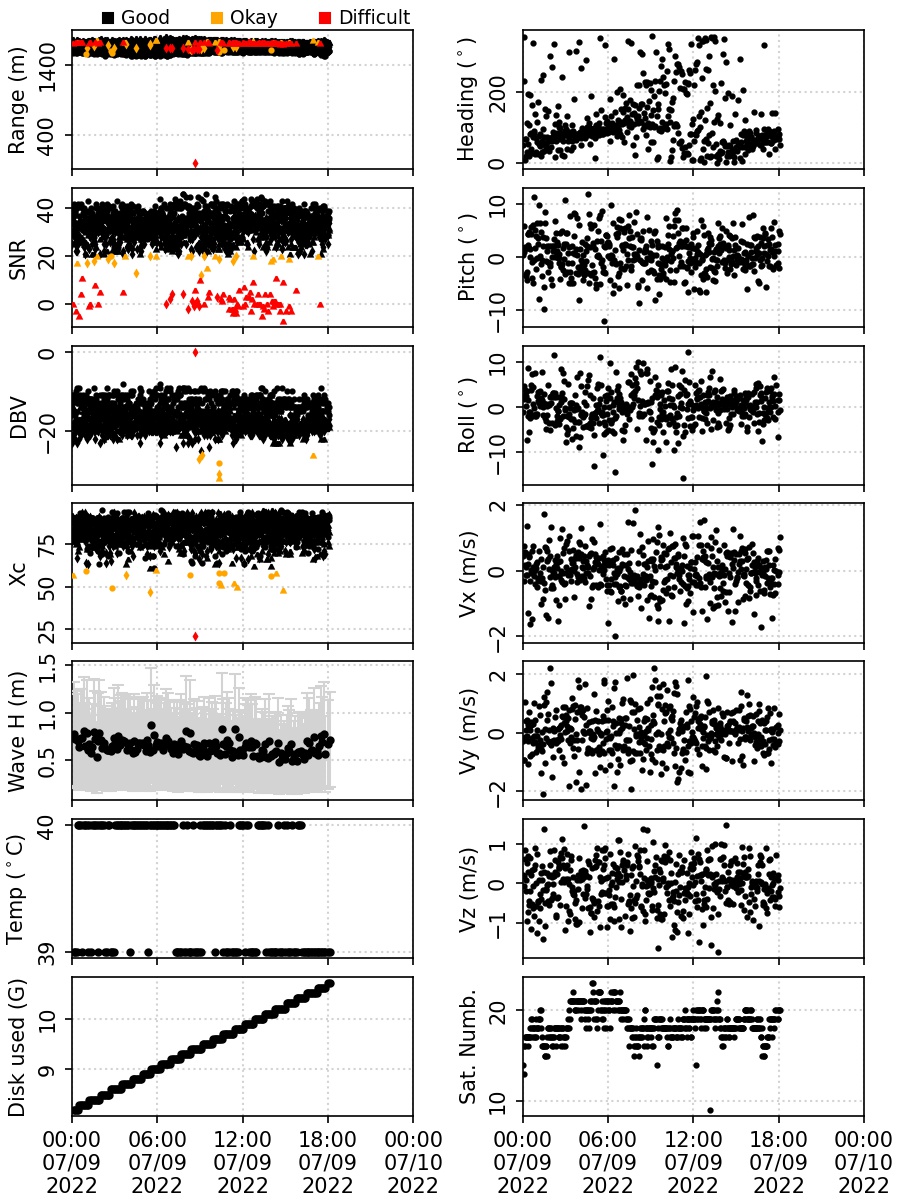 Good Okay Difficult
Range (m)
1400
400
Heading (°)
200
0
SNR
40
20
0
Pitch (°)
10
0
−10
DBV
0
−20
Roll (°)
10
0
−10
Xc
75
50
25
Vx (m/s)
2
0
−2
Wave H (m)
1.5
1.0
0.5
Vy (m/s)
2
0
−2
Temp (°C)
40
39
Vz (m/s)
1
0
−1
Disk used (G)
10
9
Sat. Numb.
20
10
00:00 06:00 12:00 18:00 00:00 00:00 06:00 12:00 18:00 00:00
07/09 07/09 07/09 07/09 07/10 07/09 07/09 07/09 07/09 07/10
2022 2022 2022 2022 2022 2022 2022 2022 2022 2022